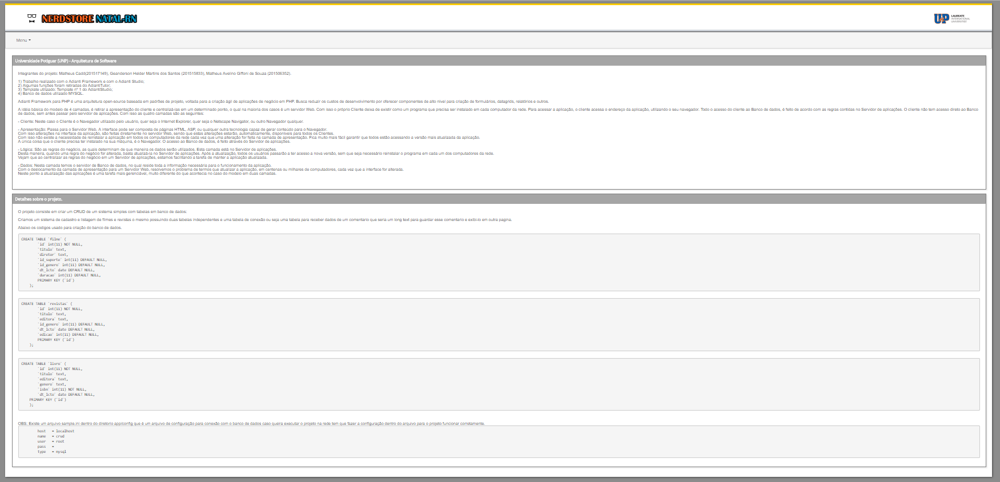 NERDSTORE NATAL-RN
UnP LAUREATE
INTERNATIONAL
UNIVERSITIES
Menu
Universidade Potiguar (UNP) - Arquitetura de Software
Integrantes do projeto: Matheus Cadó(201517149), Geanderson Helder Martins dos Santos (201515833), Matheus Avelino Giffoni de Souza (201506352).
1) Trabalho realizado com o Adianti Framework e com o Adianti Studio;
2) Algumas funções foram retiradas do AdiantiTutor;
3) Template utilizado: Template nº 1 do AdiantiStudio;
4) Banco de dados utilizado MYSQL.
Adianti Framework para PHP é uma arquitetura open-source baseada em padrões de projeto, voltada para a criação ágil de aplicações de negócio em PHP. Busca reduzir os custos de desenvolvimento por oferecer componentes de alto nível para criação de formulários, datagrids, relatórios e outros.
A idéia básica do modelo de 4 camadas, é retirar a apresentação do cliente e centralizá-las em um determinado ponto, o qual na maioria dos casos é um servidor Web. Com isso o próprio Cliente deixa de existir como um programa que precisa ser instalado em cada computador da rede. Para acessar a aplicação, o cliente acessa o endereço da aplicação, utilizando o seu navegador. Todo o acesso do cliente ao Banco de dados, é feito de acordo com as regras contidas no Servidor de aplicações. O cliente não tem acesso direto ao Banco
de dados, sem antes passar pelo servidor de aplicações. Com isso as quatro camadas são as seguintes:
- Cliente: Neste caso o Cliente é o Navegador utilizado pelo usuário, quer seja o Internet Explorer, quer seja o Netscape Navigator, ou outro Navegador qualquer.
- Apresentação: Passa para o Servidor Web. A interface pode ser composta de páginas HTML, ASP, ou qualquer outra tecnologia capaz de gerar conteúdo para o Navegador.
Com isso alterações na interface da aplicação, são feitas diretamente no servidor Web, sendo que estas alterações estarão, automaticamente, disponíveis para todos os Clientes.
Com isso não existe a necessidade de reinstalar a aplicação em todos os computadores da rede cada vez que uma alteração for feita na camada de apresentação. Fica muito mais fácil garantir que todos estão acessando a versão mais atualizada da aplicação.
A única coisa que o cliente precisa ter instalado na sua máquina, é o Navegador. O acesso ao Banco de dados, é feito através do Servidor de aplicações.
- Lógica: São as regras do negócio, as quais determinam de que maneira os dados serão utilizados. Esta camada está no Servidor de aplicações.
Desta maneira, quando uma regra do negócio for alterada, basta atualizá-la no Servidor de aplicações. Após a atualização, todos os usuários passarão a ter acesso a nova versão, sem que seja necessário reinstalar o programa em cada um dos computadores da rede.
Vejam que ao centralizar as regras do negócio em um Servidor de aplicações, estamos facilitando a tarefa de manter a aplicação atualizada.
- Dados: Nesta camada temos o servidor de Banco de dados, no qual reside toda a informação necessária para o funcionamento da aplicação.
Com o deslocamento da camada de apresentação para um Servidor Web, resolvemos o problema de termos que atualizar a aplicação, em centenas ou milhares de computadores, cada vez que a interface for alterada.
Neste ponto a atualização das aplicações é uma tarefa mais gerenciável, muito diferente do que acontecia no caso do modelo em duas camadas.
Detalhes sobre o projeto.
O projeto consiste em criar um CRUD de um sistema simples com tabelas em banco de dados:
Criamos um sistema de cadastro e listagem de filmes e revistas o mesmo possuindo duas tabelas independentes e uma tabela de conexão ou seja uma tabela para receber dados de um comentario que seria um long text para guardar esse comentario e exibi-lo em outra pagina.
Abaixo os codigos usado para criação do banco de dados.
CREATE TABLE `filme` (
`id` int(11) NOT NULL,
`titulo` text,
`diretor` text,
`id_suporte` int(11) DEFAULT NULL,
`id_genero` int(11) DEFAULT NULL,
`dt_lcto` date DEFAULT NULL,
`duracao` int(11) DEFAULT NULL,
PRIMARY KEY (`id`)
);
CREATE TABLE `revistas` (
`id` int(11) NOT NULL,
`titulo` text,
`editora` text,
`id_genero` int(11) DEFAULT NULL,
`dt_lcto` date DEFAULT NULL,
`edicao` int(11) DEFAULT NULL,
PRIMARY KEY (`id`)
);
CREATE TABLE `livro` (
`id` int(11) NOT NULL,
`titulo` text,
`editora` text,
`genero` text,
`isbn` int(11) NOT NULL,
`dt_lcto` date DEFAULT NULL,
PRIMARY KEY (`id`)
);
OBS: Existe um arquivo sample.ini dentro do diretorio app/config que é um arquivo de configuração para conexão com o banco de dados caso queira executar o projeto na rede tem que fazer a configuração dentro do arquivo para o projeto funcionar corretamente.
host = localhost
name = crud
user = root
pass =
type = mysql